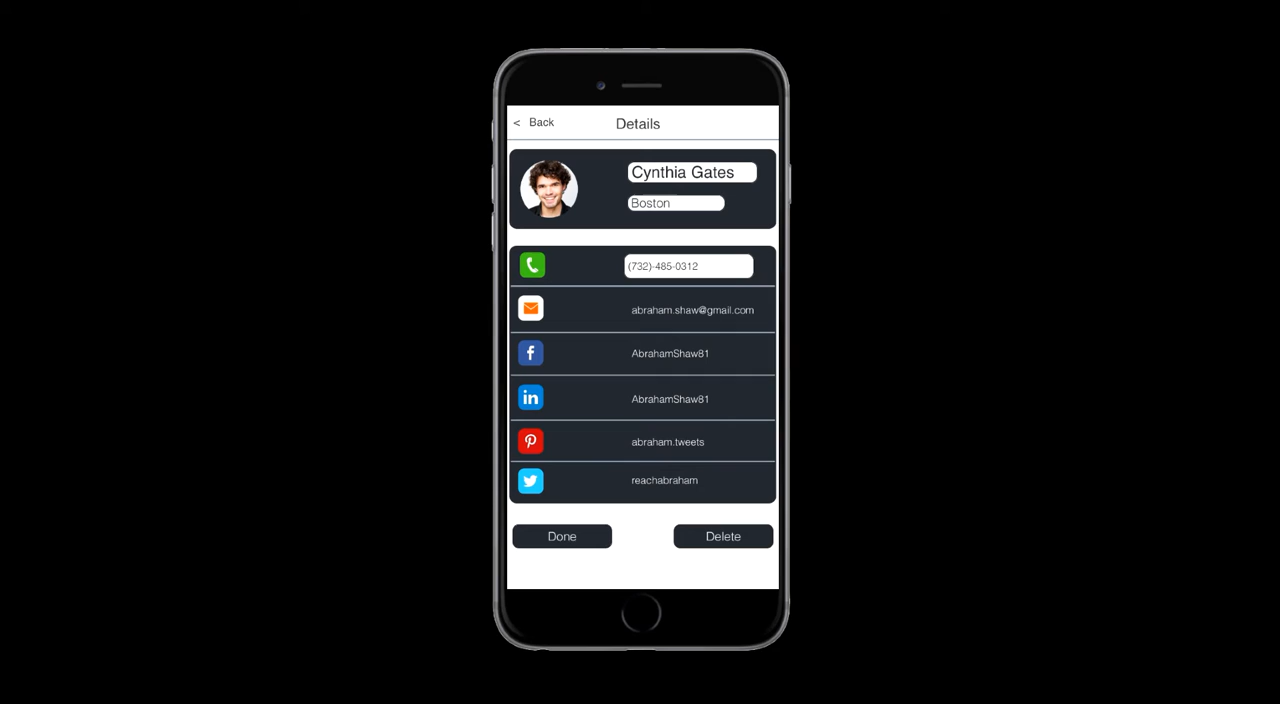 < Back
Details
Cynthia Gates
Boston
(732)-485-0312
abraham.shaw@gmail.com
AbrahamShaw81
in
AbrahamShaw81
abraham.tweets
reachabraham
Done
Delete